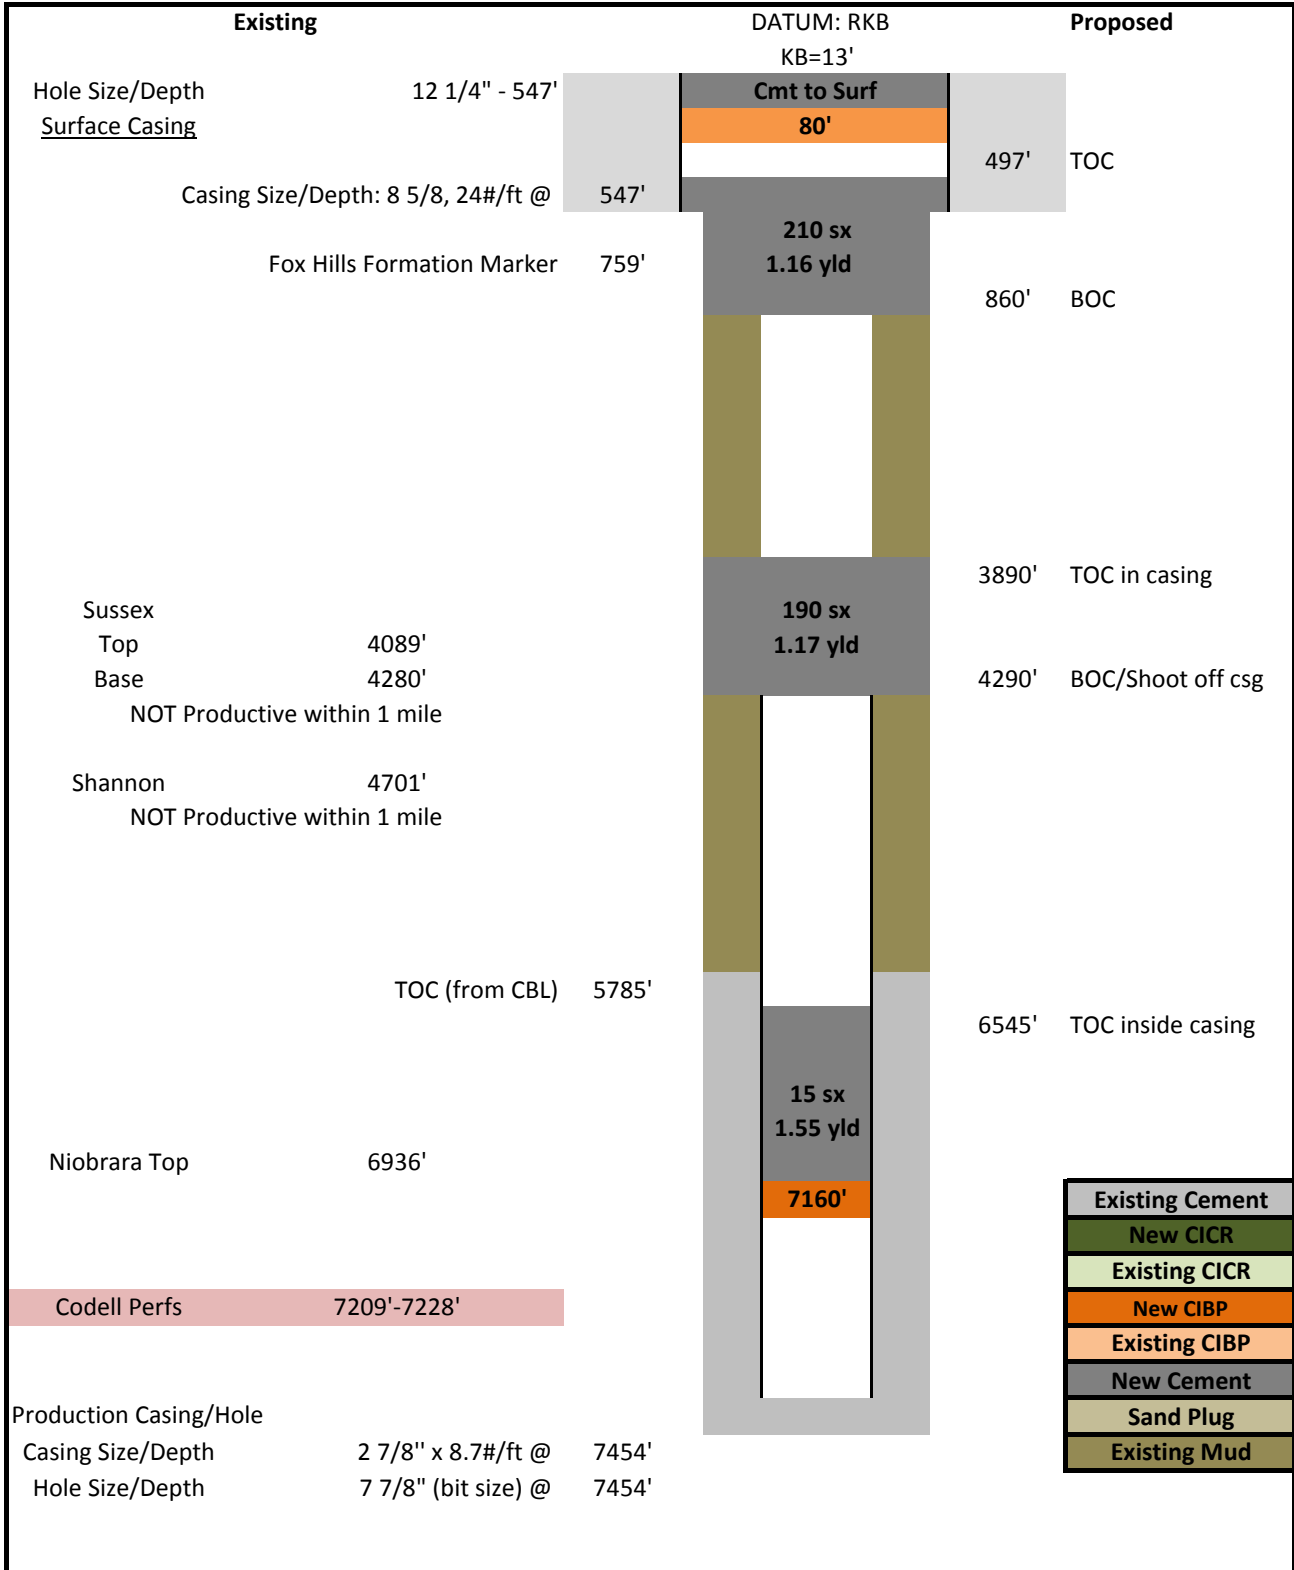 Existing DATUM: RKB Proposed
KB=13'
Hole Size/Depth 12 1/4" - 547' Cmt to Surf
Surface Casing 80'
497' TOC
Casing Size/Depth: 8 5/8, 24#/ft @ 547'
210 sx
Fox Hills Formation Marker 759' 1.16 yld
860' BOC
3890' TOC in casing
Sussex 190 sx
Top 4089' 1.17 yld
Base 4280' 4290' BOC/Shoot off csg
NOT Productive within 1 mile
Shannon 4701'
NOT Productive within 1 mile
TOC (from CBL) 5785'
6545' TOC inside casing
15 sx
1.55 yld
Niobrara Top 6936'
7160' Existing Cement
New CICR
Existing CICR
Codell Perfs 7209'-7228' New CIBP
Existing CIBP
New Cement
Production Casing/Hole Sand Plug
Casing Size/Depth 2 7/8'' x 8.7#/ft @ 7454' Existing Mud
Hole Size/Depth 7 7/8" (bit size) @ 7454'